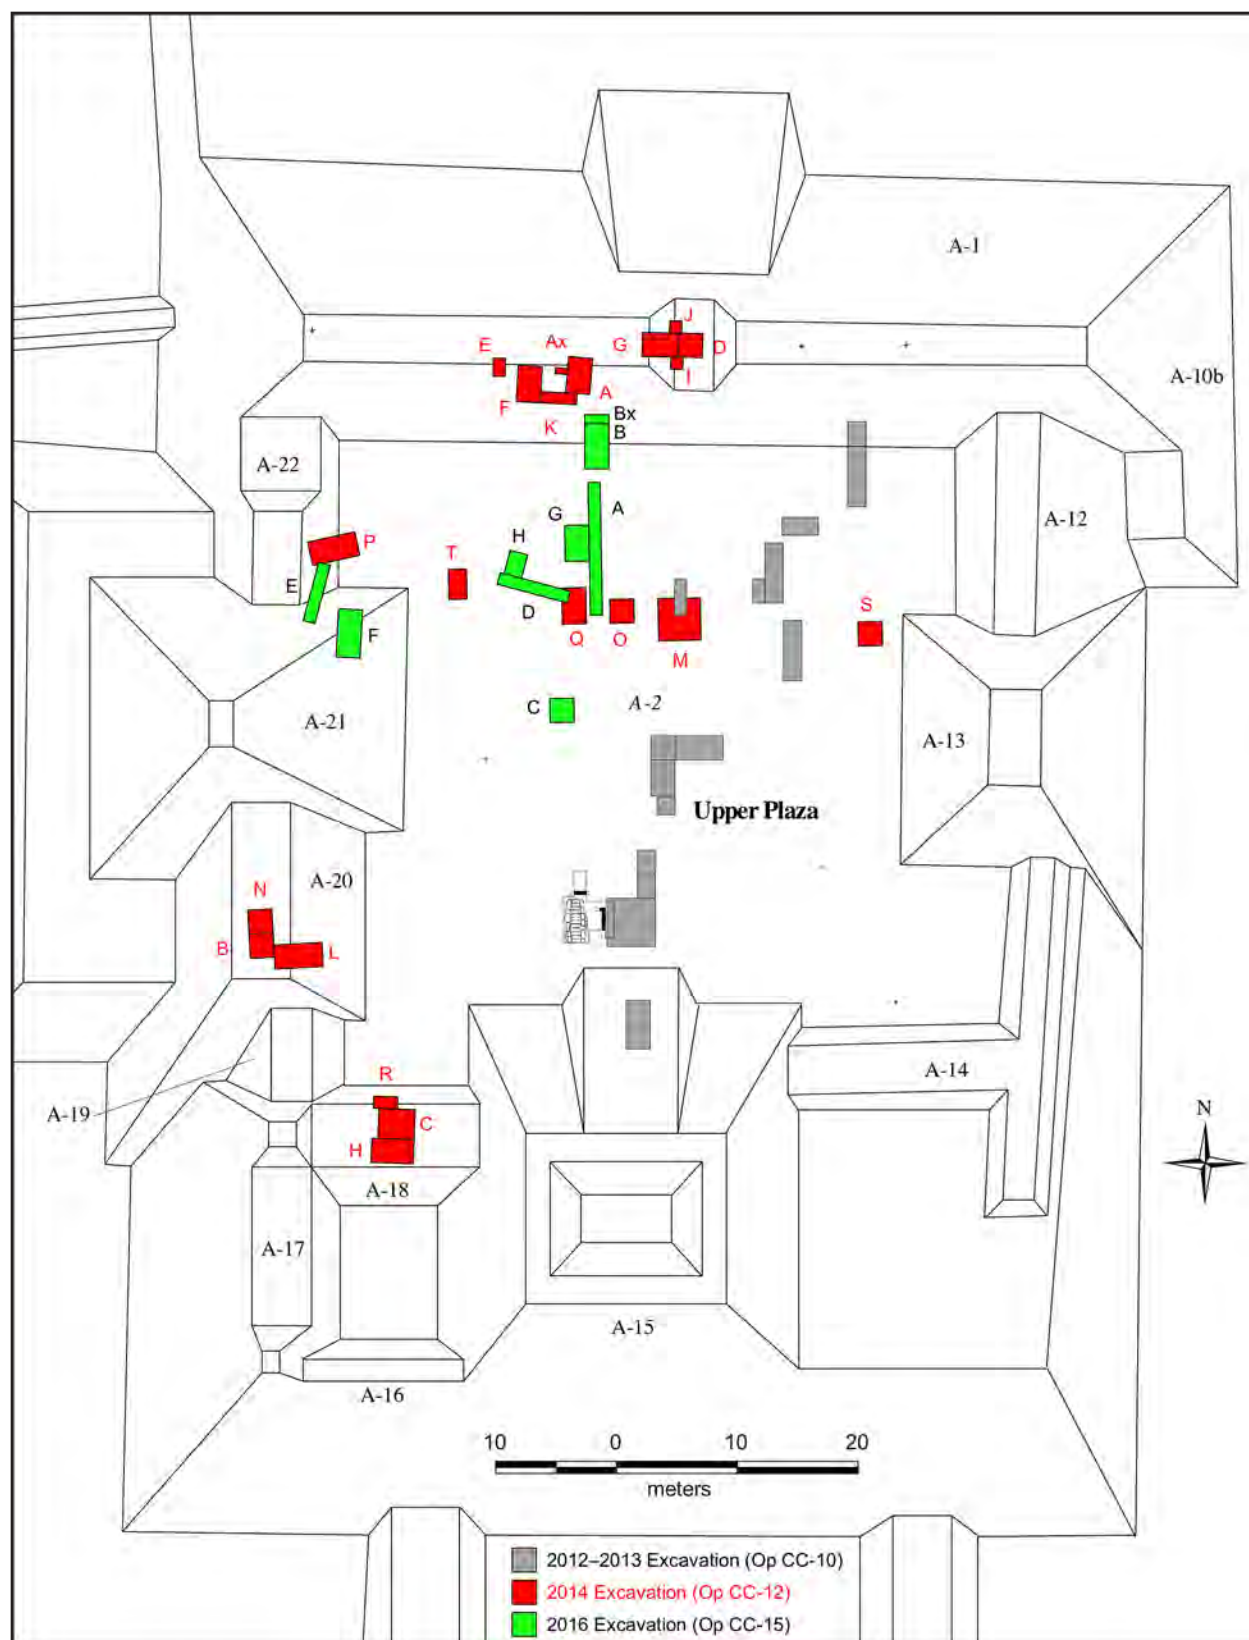 A-1
J
Ax
E
G
D
A-10b
I
F
A
Bx
K
B
A-22
A
A-12
G
H
P
T
E
S
D
F
Q
O
M
C
A-2
A-21
A-13
Upper Plaza
A-20
N
B
L
A-14
R
A-19
C
N
H
A-18
A-17
A-15
A-16
10 0 10 20
meters
2012–2013 Excavation (Op CC-10)
2014 Excavation (Op CC-12)
2016 Excavation (Op CC-15)